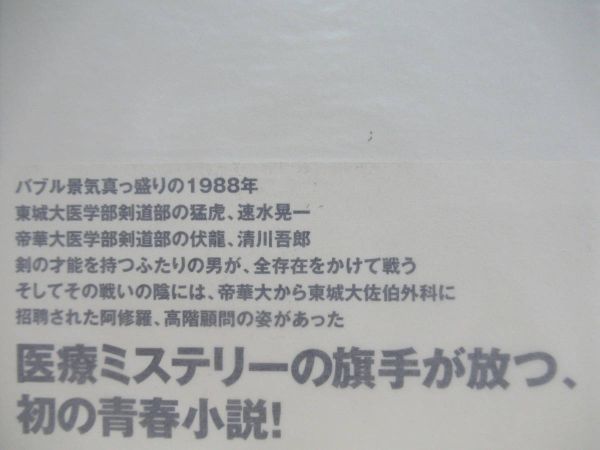 バブル景気真っ盛りの1988年
東城大医学部剣道部の猛虎、速水晃一
帝華大医学部剣道部の伏龍、清川吾郎
剣の才能を持つふたりの男が、全存在をかけて戦う
そしてその戦いの陰には、帝華大から東城大佐伯外科に
招聘された阿修羅、高階顧問の姿があった
医療ミステリーの旗手が放つ、
初の青春小説!